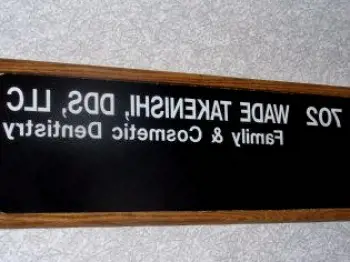 702 WADE TAKENISHI, DDS, LLC
Family & Cosmetic Dentistry